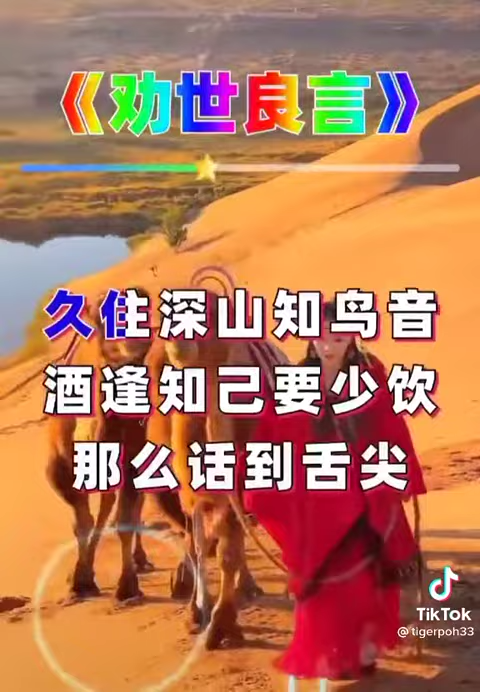 《劝世良言》
久住深山知鸟音
酒逢知己要少饮
那么话到舌尖
TikTok
@tigerpoh33